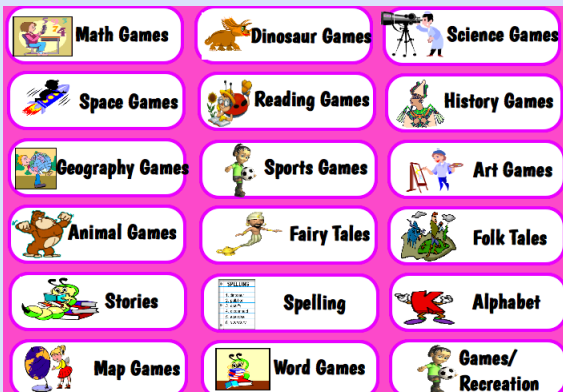 Math Games
Dinosaur Games
Science Games
Space Games
Reading Games
History Games
Geography Games
Sports Games
Art Games
Animal Games
Fairy Tales
Folk Tales
Stories
SPELLING
Spelling
Alphabet
Map Games
Word Games
Games/
Recreation